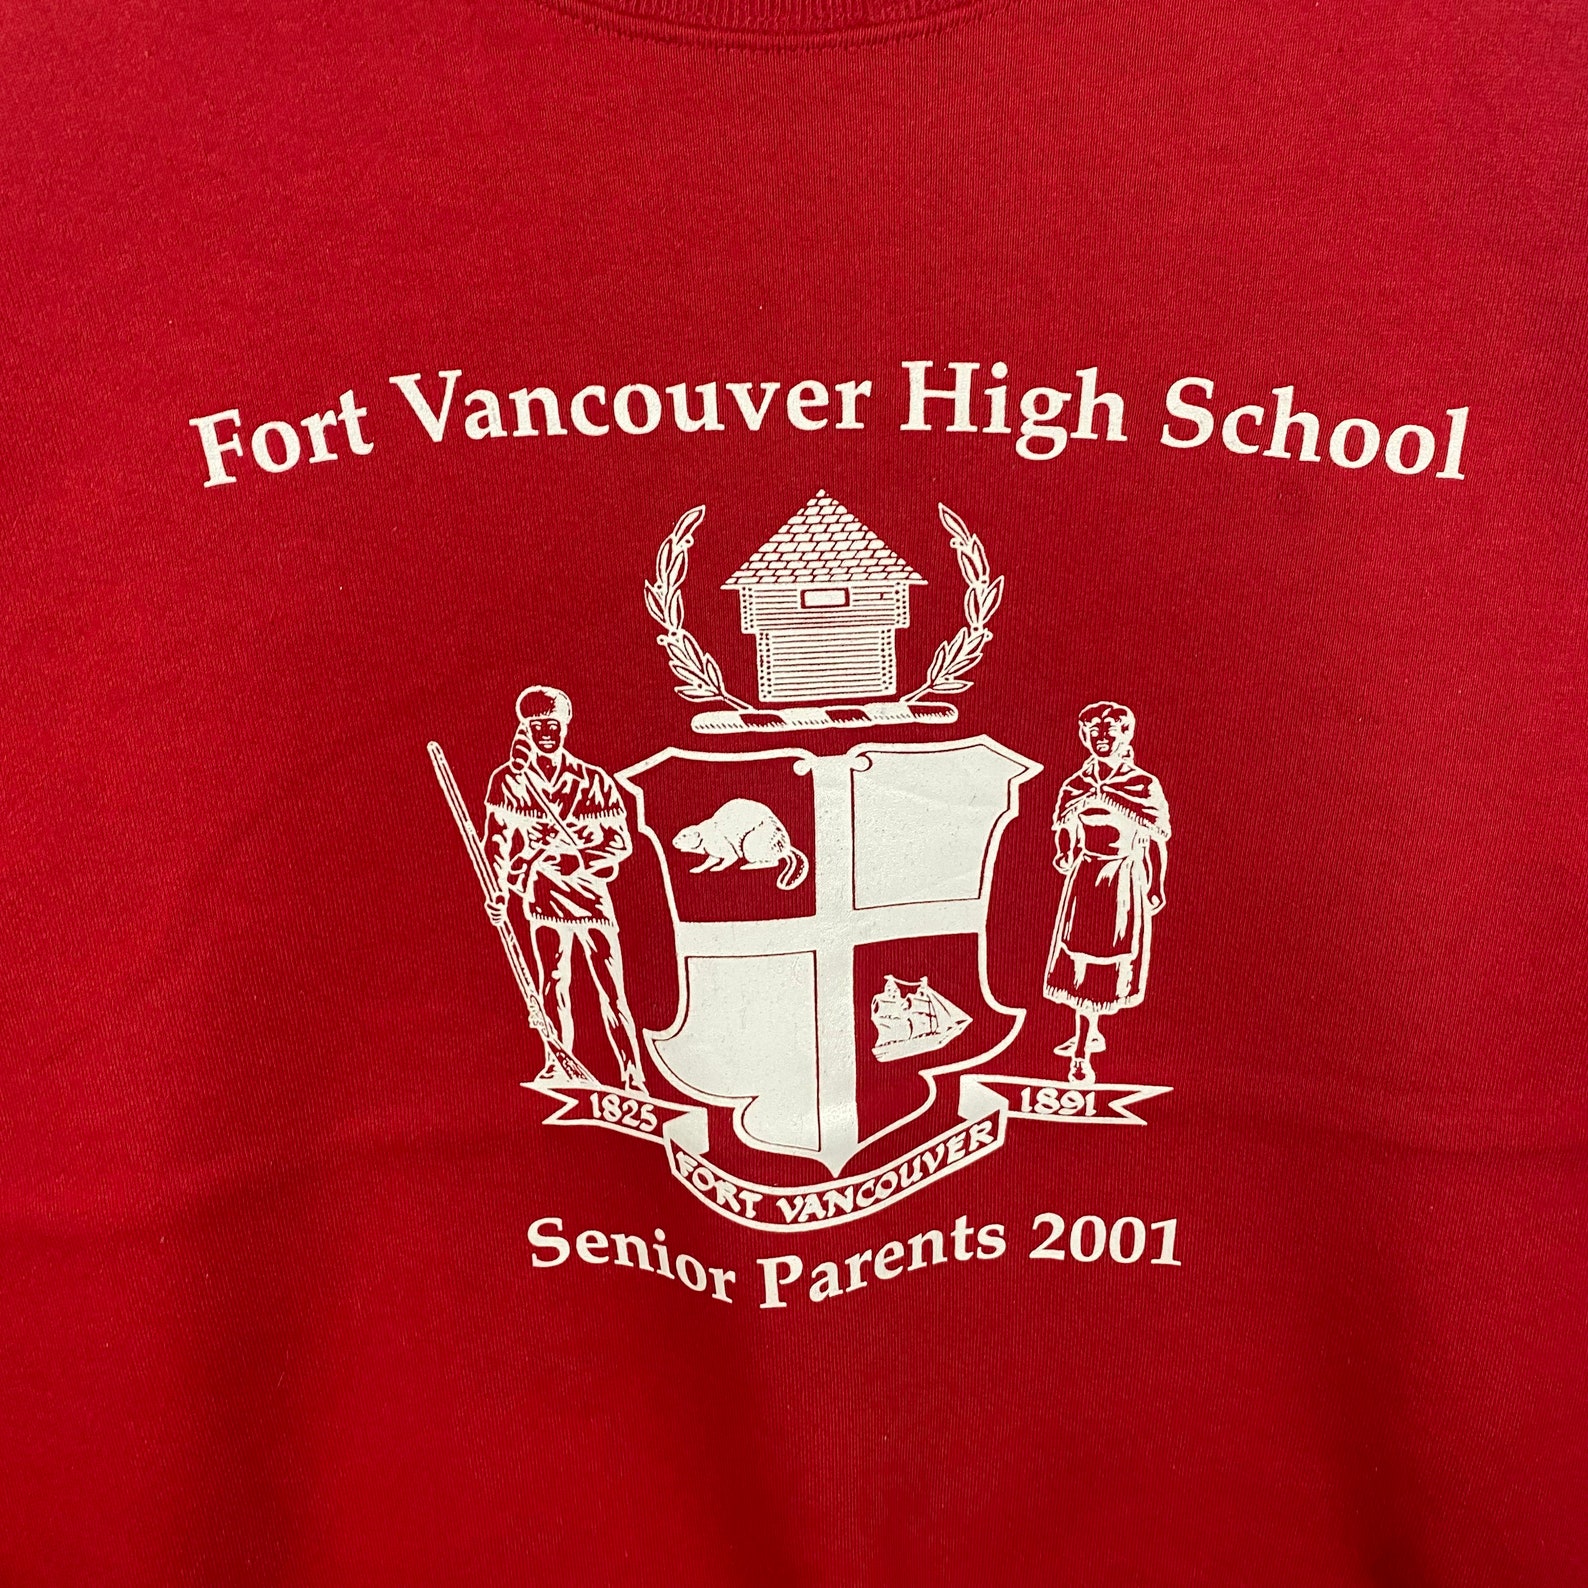 Fort Vancouver High School
1825
1891
FORT VANCOUVER
Senior Parents 2001